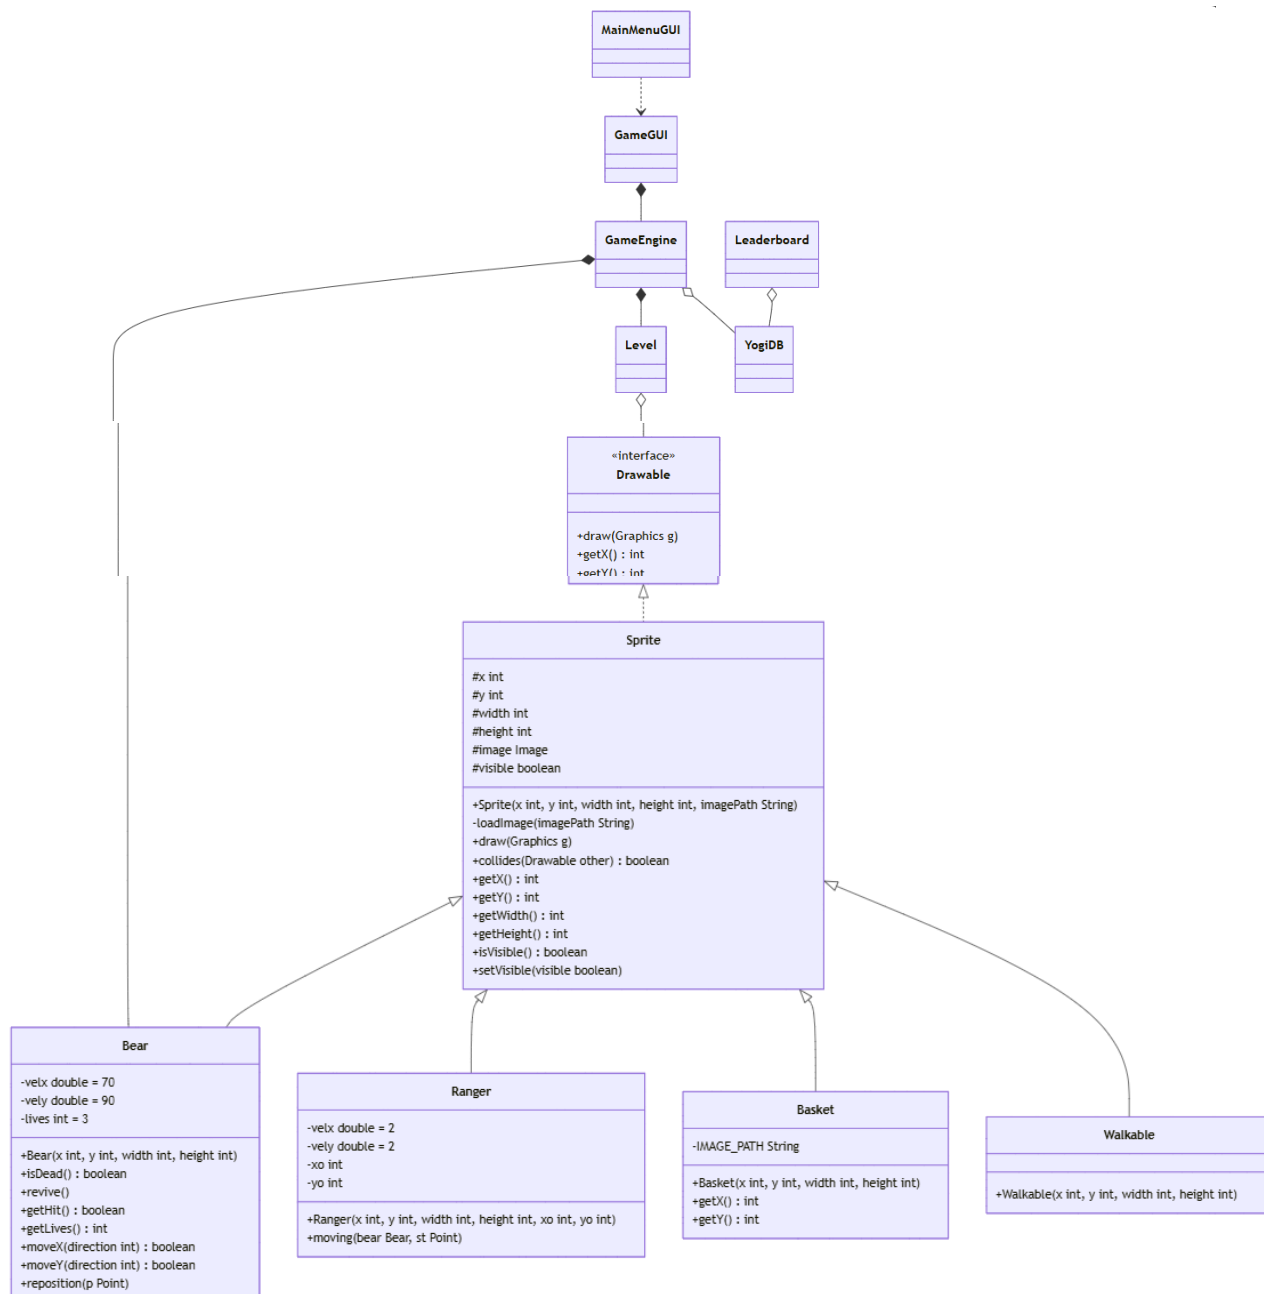 MainMenuGUI
GameGUI
GameEngine
Leaderboard
Level
YogiDB
«interface»
Drawable
+draw(Graphics g)
+getX() : int
+getY() : int
Sprite
#x int
#y int
#width int
#height int
#image Image
#visible boolean
+Sprite(x int, y int, width int, height int, imagePath String)
-loadImage(imagePath String)
+draw(Graphics g)
+collides(Drawable other) : boolean
+getX() : int
+getY() : int
+getWidth() : int
+getHeight() : int
+isVisible() : boolean
+setVisible(visible boolean)
Bear
-velx double = 70
-vely double = 90
-lives int = 3
+Bear(x int, y int, width int, height int)
+isDead() : boolean
+revive()
+getHit() : boolean
+getLives() : int
+moveX(direction int) : boolean
+moveY(direction int) : boolean
+reposition(p Point)
Ranger
-velx double = 2
-vely double = 2
-xo int
-yo int
+Ranger(x int, y int, width int, height int, xo int, yo int)
+moving(bear Bear, st Point)
Basket
-IMAGE_PATH String
+Basket(x int, y int, width int, height int)
+getX() : int
+getY() : int
Walkable
+Walkable(x int, y int, width int, height int)